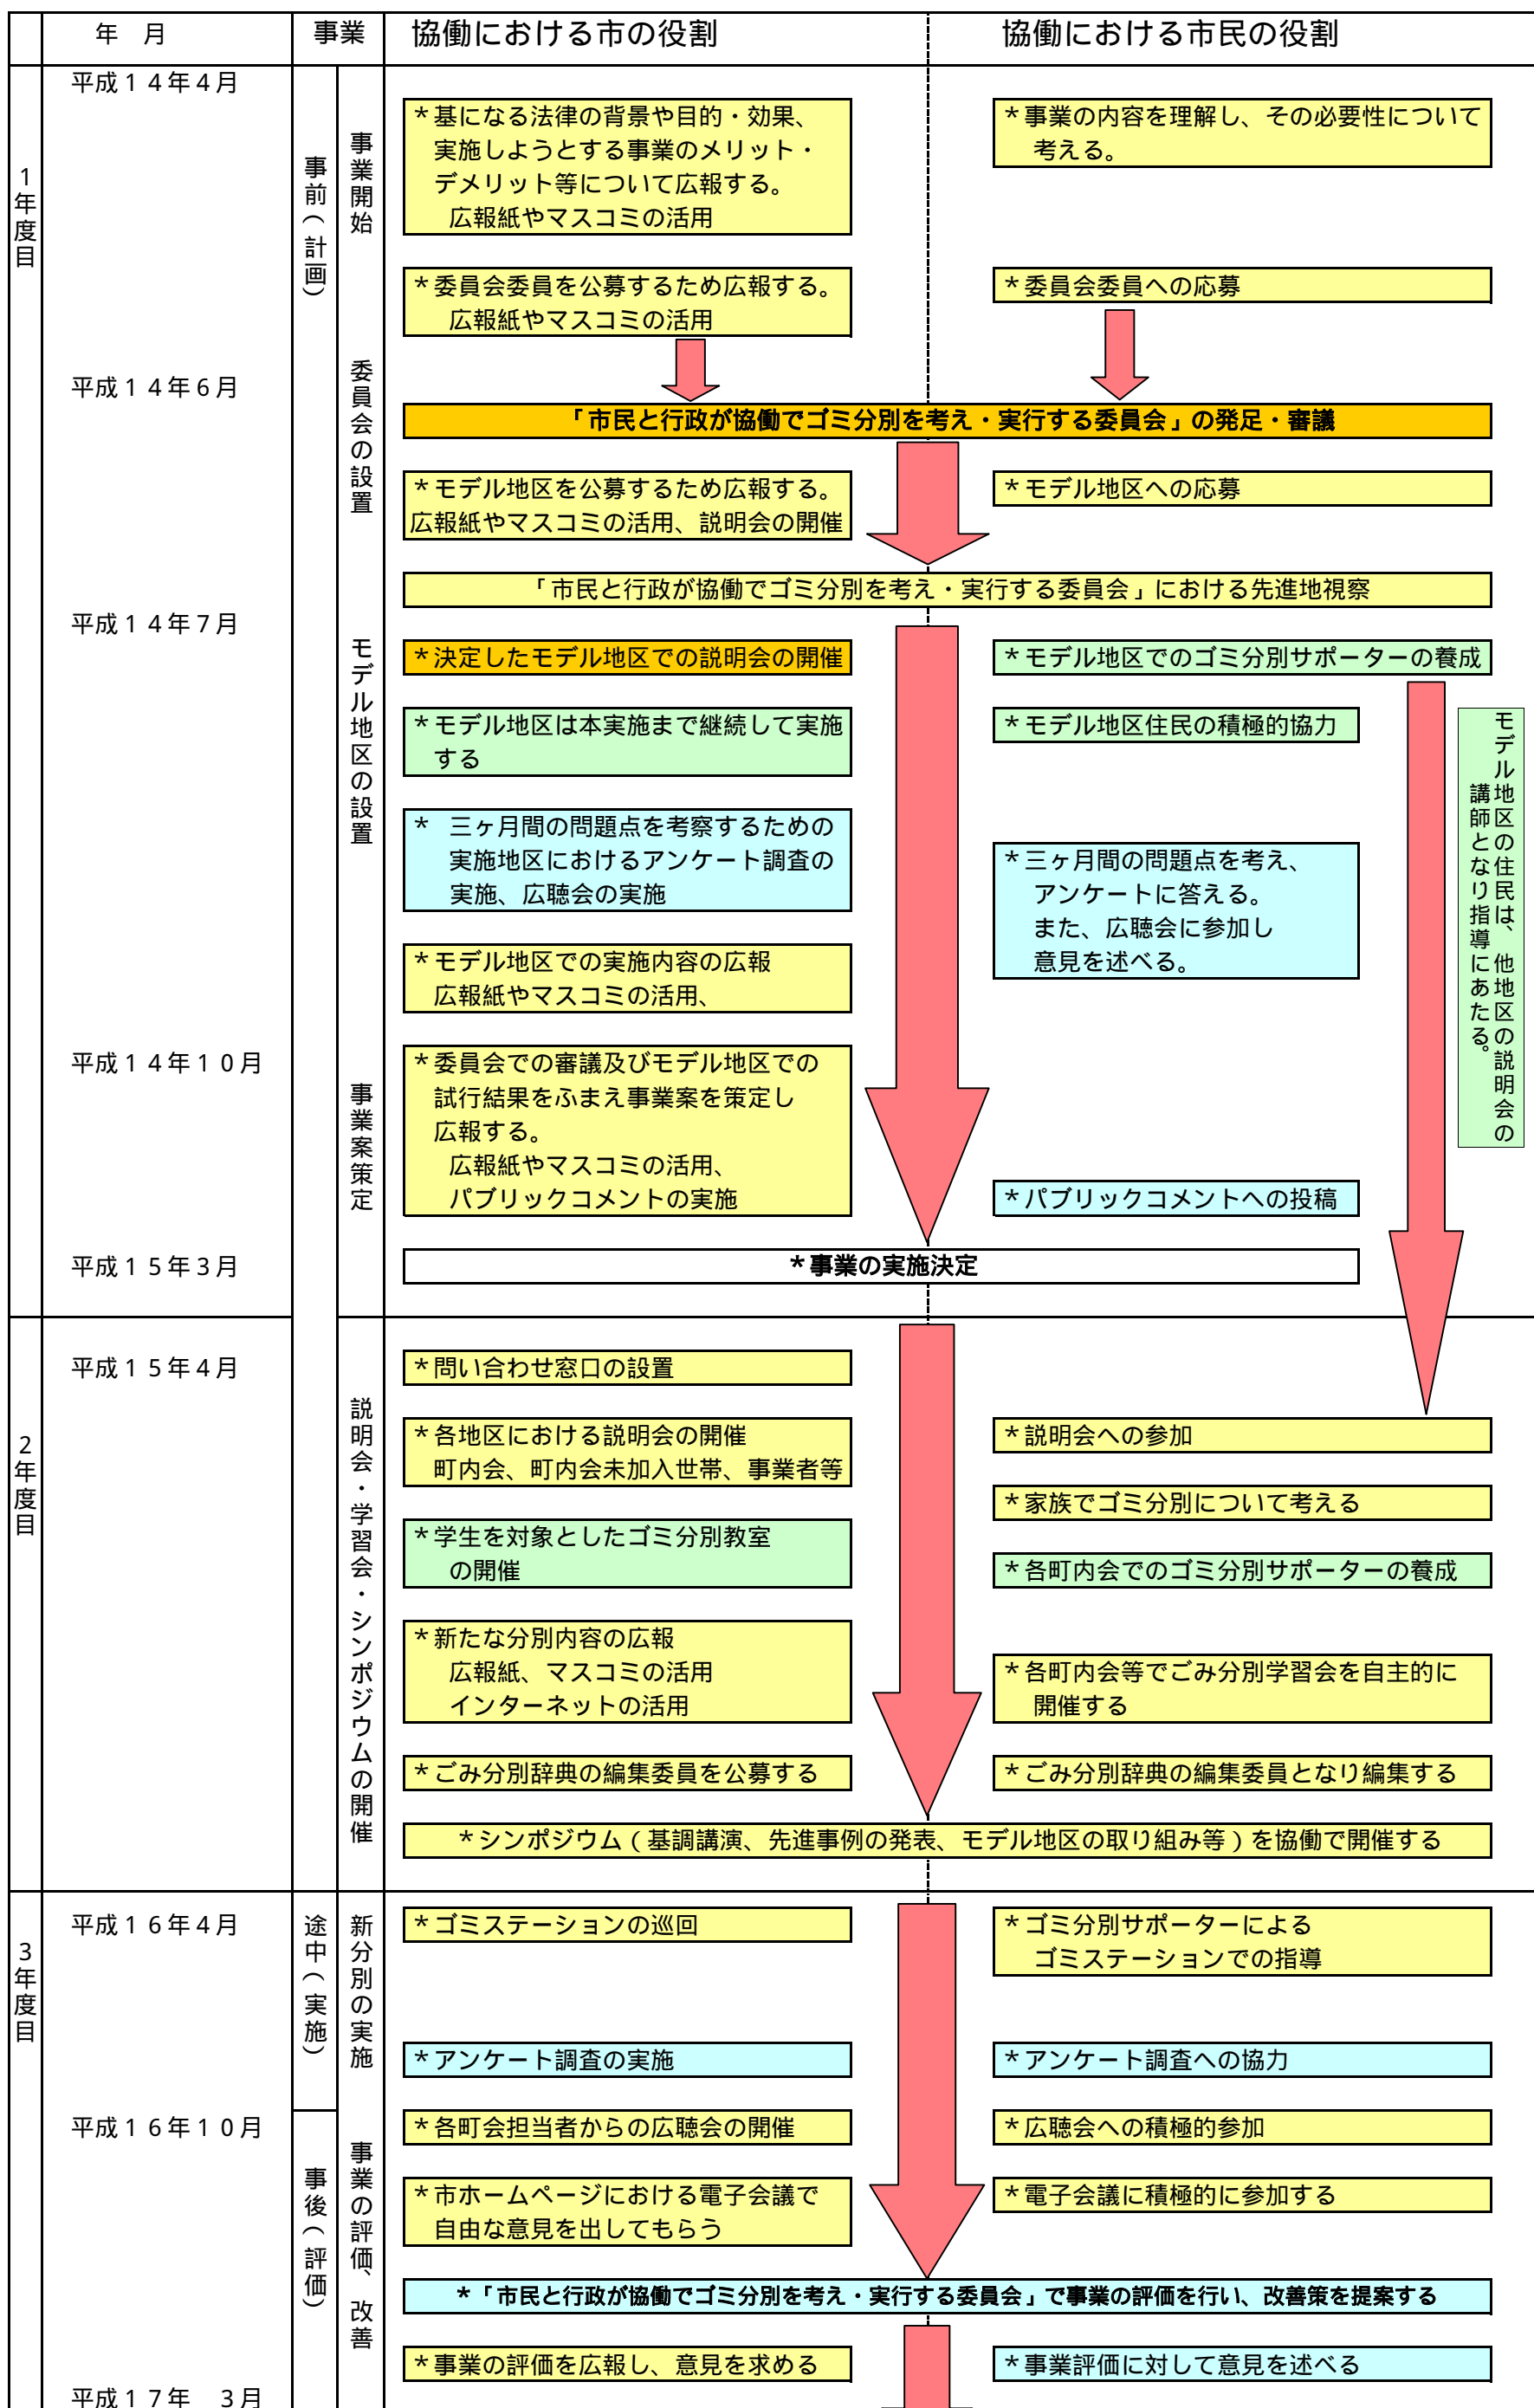 年　月
事業
協働における市の役割
協働における市民の役割
1年度目
平成１４年４月
事前(計画)
事業開始
＊基になる法律の背景や目的・効果、
実施しようとする事業のメリット・
デメリット等について広報する。
広報紙やマスコミの活用
＊事業の内容を理解し、その必要性について
考える。
＊委員会委員を公募するため広報する。
広報紙やマスコミの活用
＊委員会委員への応募
平成１４年６月
委員会の設置
「市民と行政が協働でゴミ分別を考え・実行する委員会」の発足・審議
＊モデル地区を公募するため広報する。
広報紙やマスコミの活用、説明会の開催
＊モデル地区への応募
「市民と行政が協働でゴミ分別を考え・実行する委員会」における先進地視察
平成１４年７月
モデル地区の設置
＊決定したモデル地区での説明会の開催
＊モデル地区でのゴミ分別サポーターの養成
＊モデル地区は本実施まで継続して実施
する
＊モデル地区住民の積極的協力
モデル地区の住民は、他地区の説明会の
講師となり指導にあたる。
＊　三ヶ月間の問題点を考察するための
実施地区におけるアンケート調査の
実施、広聴会の実施
＊三ヶ月間の問題点を考え、
アンケートに答える。
また、広聴会に参加し
意見を述べる。
＊モデル地区での実施内容の広報
広報紙やマスコミの活用、
平成１４年１０月
事業案策定
＊委員会での審議及びモデル地区での
試行結果をふまえ事業案を策定し
広報する。
広報紙やマスコミの活用、
パブリックコメントの実施
＊パブリックコメントへの投稿
平成１５年３月
＊事業の実施決定
2年度目
平成１５年４月
説明会・学習会・シンポジウムの開催
＊問い合わせ窓口の設置
＊各地区における説明会の開催
町内会、町内会未加入世帯、事業者等
＊説明会への参加
＊家族でゴミ分別について考える
＊学生を対象としたゴミ分別教室
の開催
＊各町内会でのゴミ分別サポーターの養成
＊新たな分別内容の広報
広報紙、マスコミの活用
インターネットの活用
＊各町内会等でごみ分別学習会を自主的に
開催する
＊ごみ分別辞典の編集委員を公募する
＊ごみ分別辞典の編集委員となり編集する
＊シンポジウム（基調講演、先進事例の発表、モデル地区の取り組み等）を協働で開催する
3年度目
平成１６年４月
途中(実施)
新分別の実施
＊ゴミステーションの巡回
＊ゴミ分別サポーターによる
ゴミステーションでの指導
＊アンケート調査の実施
＊アンケート調査への協力
平成１６年１０月
事後(評価)
事業の評価、改善
＊各町会担当者からの広聴会の開催
＊広聴会への積極的参加
＊市ホームページにおける電子会議で
自由な意見を出してもらう
＊電子会議に積極的に参加する
＊「市民と行政が協働でゴミ分別を考え・実行する委員会」で事業の評価を行い、改善策を提案する
＊事業の評価を広報し、意見を求める
＊事業評価に対して意見を述べる
平成１７年　３月